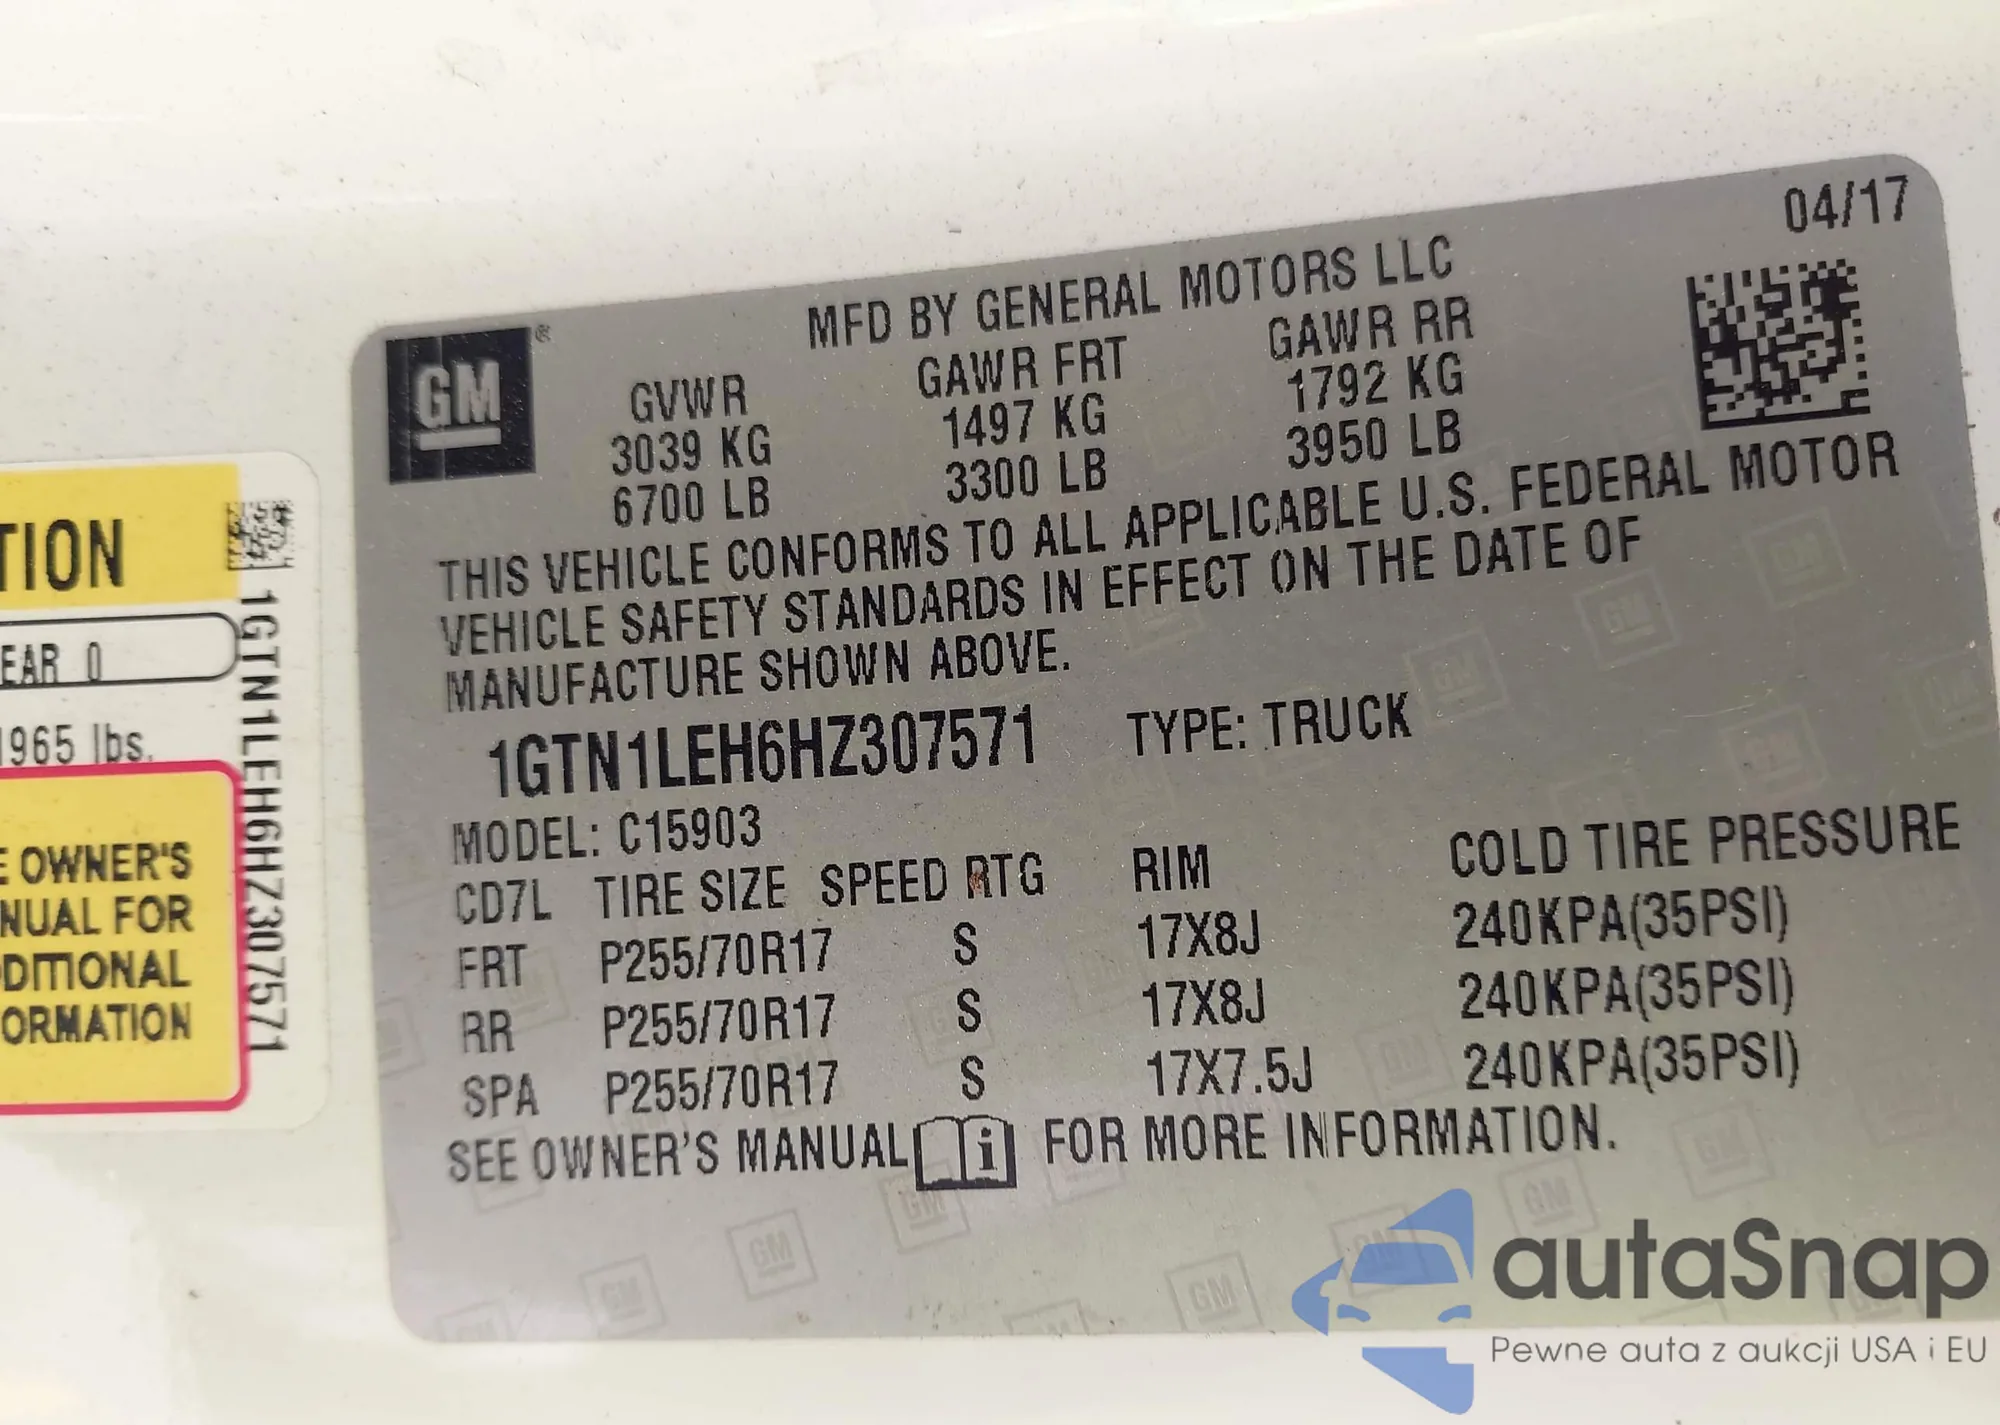 04/17
MFD BY GENERAL MOTORS LLC
GM ®
GVWR GAWR FRT GAWR RR
3039 KG 1497 KG 1792 KG
6700 LB 3300 LB 3950 LB
THIS VEHICLE CONFORMS TO ALL APPLICABLE U.S. FEDERAL MOTOR
VEHICLE SAFETY STANDARDS IN EFFECT ON THE DATE OF
MANUFACTURE SHOWN ABOVE.
1GTN1LEH6HZ307571 TYPE: TRUCK
MODEL: C15903
CD7L TIRE SIZE SPEED RTG RIM COLD TIRE PRESSURE
FRT P255/70R17 S 17X8J 240KPA(35PSI)
RR P255/70R17 S 17X8J 240KPA(35PSI)
SPA P255/70R17 S 17X7.5J 240KPA(35PSI)
SEE OWNER'S MANUAL i FOR MORE INFORMATION.
TION
EAR 0
1965 lbs.
E OWNER'S
NUAL FOR
DDITIONAL
ORMATION
1GTN1LEH6HZ307571
autaSnap
Pewne auta z aukcji USA i EU